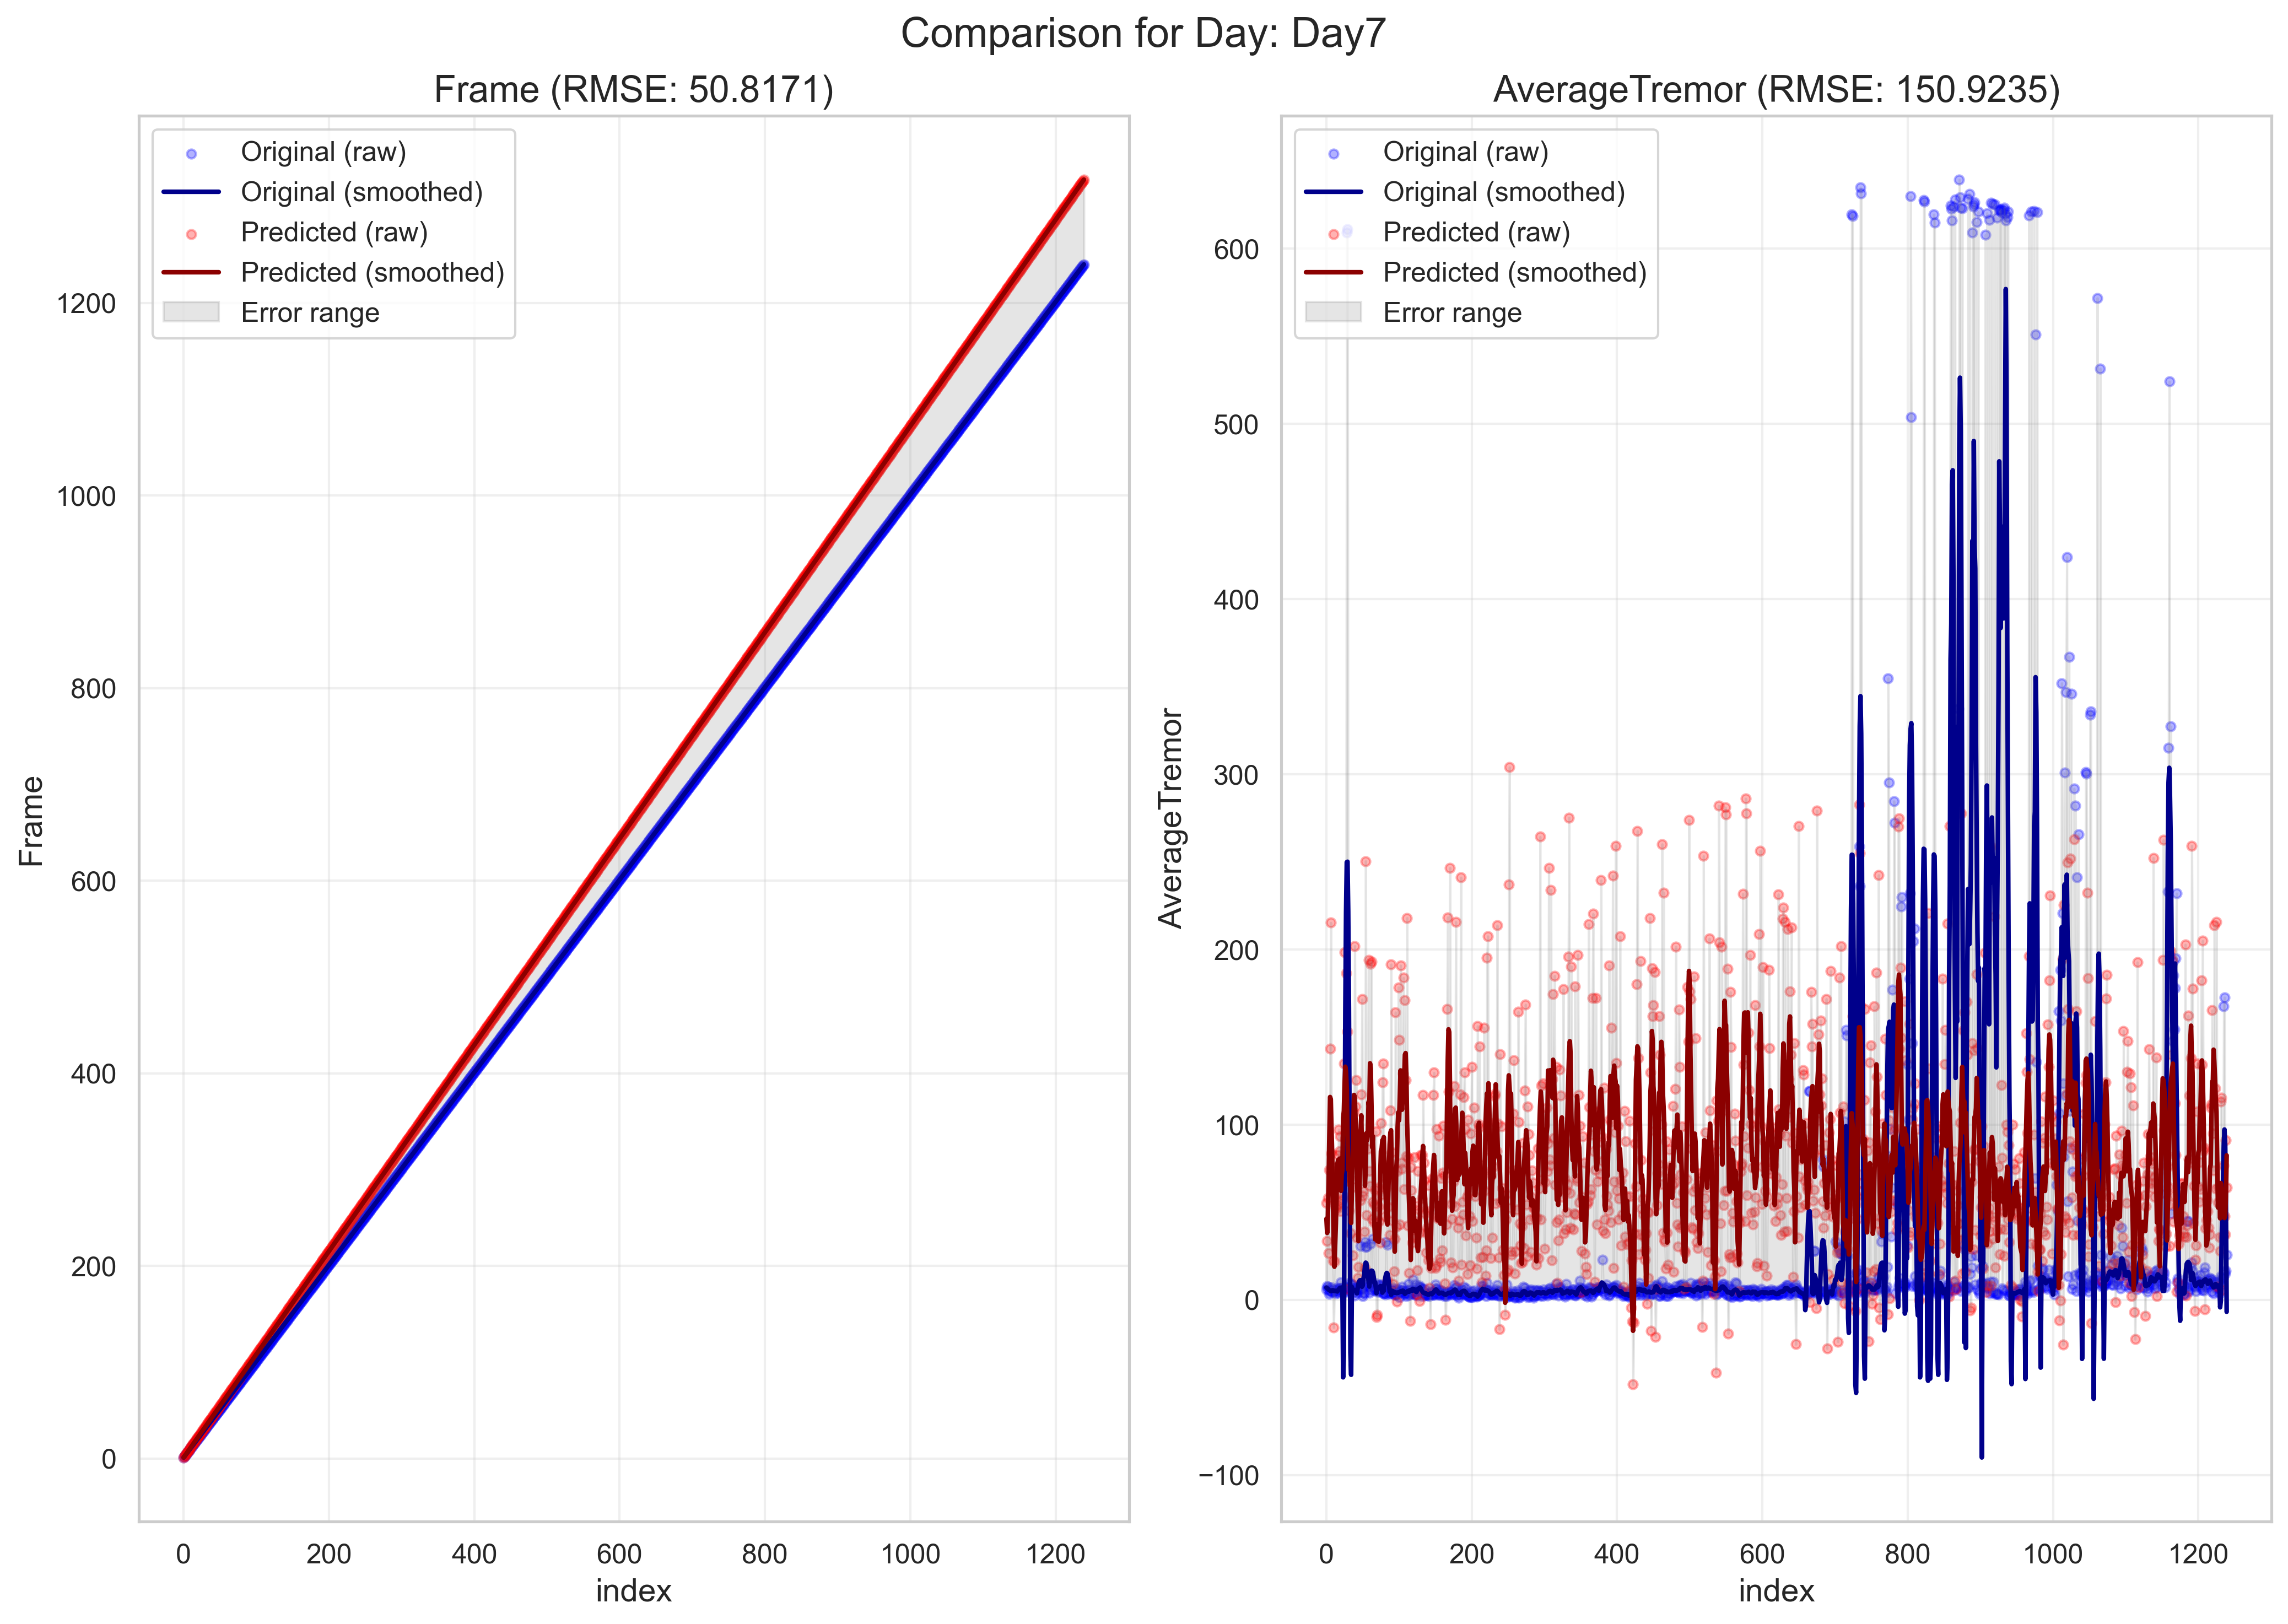 Comparison for Day: Day7
Frame (RMSE: 50.8171)
Original (raw)
Original (smoothed)
Predicted (raw)
Predicted (smoothed)
Error range
Frame
1200
1000
800
600
400
200
0
0 200 400 600 800 1000 1200
index
AverageTremor (RMSE: 150.9235)
Original (raw)
Original (smoothed)
Predicted (raw)
Predicted (smoothed)
Error range
AverageTremor
600
500
400
300
200
100
0
−100
0 200 400 600 800 1000 1200
index